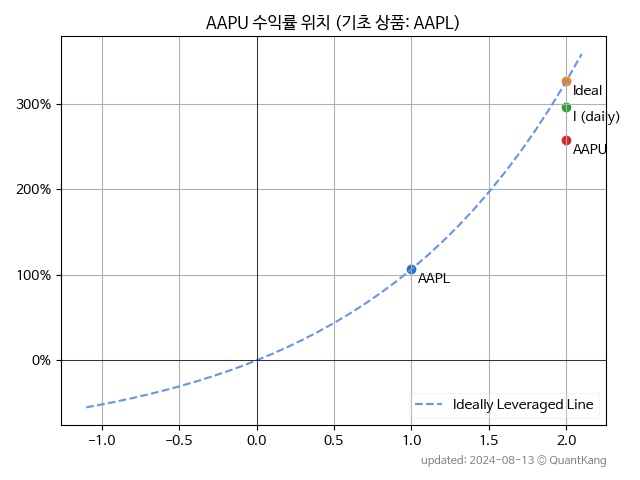 AAPU 수익률 위치 (기초 상품: AAPL)
300%
200%
100%
0%
Ideal
I (daily)
AAPU
AAPL
Ideally Leveraged Line
−1.0 −0.5 0.0 0.5 1.0 1.5 2.0
updated: 2024-08-13 © QuantKang